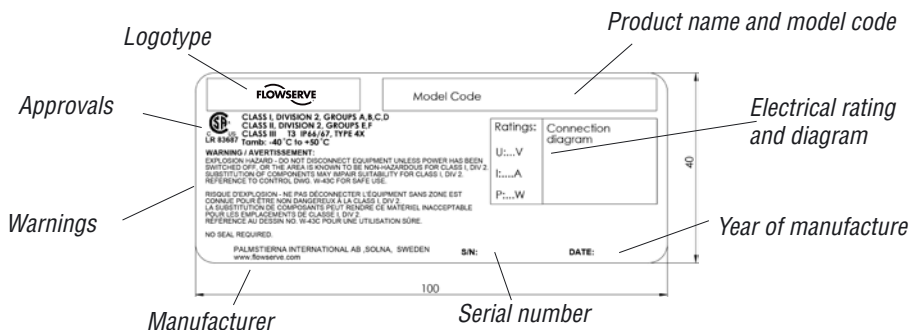 Logotype
Product name and model code
FLOWSERVE
Model Code
Approvals
Electrical rating
and diagram
SA
C US
LR 83687
CLASS I, DIVISION 2, GROUPS A,B,C,D
CLASS II, DIVISION 2, GROUPS E,F
CLASS III T3 IP66/67, TYPE 4X
Tamb: -40°C to +50°C
Ratings:
U:...V
I:....A
P:...W
Connection
diagram
40
WARNING / AVERTISSEMENT:
EXPLOSION HAZARD - DO NOT DISCONNECT EQUIPMENT UNLESS POWER HAS BEEN
SWITCHED OFF, OR THE AREA IS KNOWN TO BE NON-HAZARDOUS FOR CLASS I, DIV 2.
SUBSTITUTION OF COMPONENTS MAY IMPAIR SUITABILITY FOR CLASS I, DIV 2.
REFERENCE TO CONTROL DWG. W-43C FOR SAFE USE.
RISQUE D'EXPLOSION - NE PAS DÉCONNECTER L'ÉQUIPMENT SANS ZONE EST
CONNUE POUR ÊTRE NON DANGEREUX À LA CLASS I, DIV 2.
LA SUBSTITUTION DE COMPOSANTS PEUT RENDRE CE MATERIEL INACCEPTABLE
POUR LES EMPLACEMENTS DE CLASSE I, DIV 2.
RÉFÉRENCE AU DESSIN NO. W-43C POUR UNE UTILISATION SÛRE.
NO SEAL REQUIRED.
Warnings
Year of manufacture
PALMSTIERNA INTERNATIONAL AB ,SOLNA, SWEDEN
www.flowserve.com
S/N:
DATE:
100
Manufacturer
Serial number